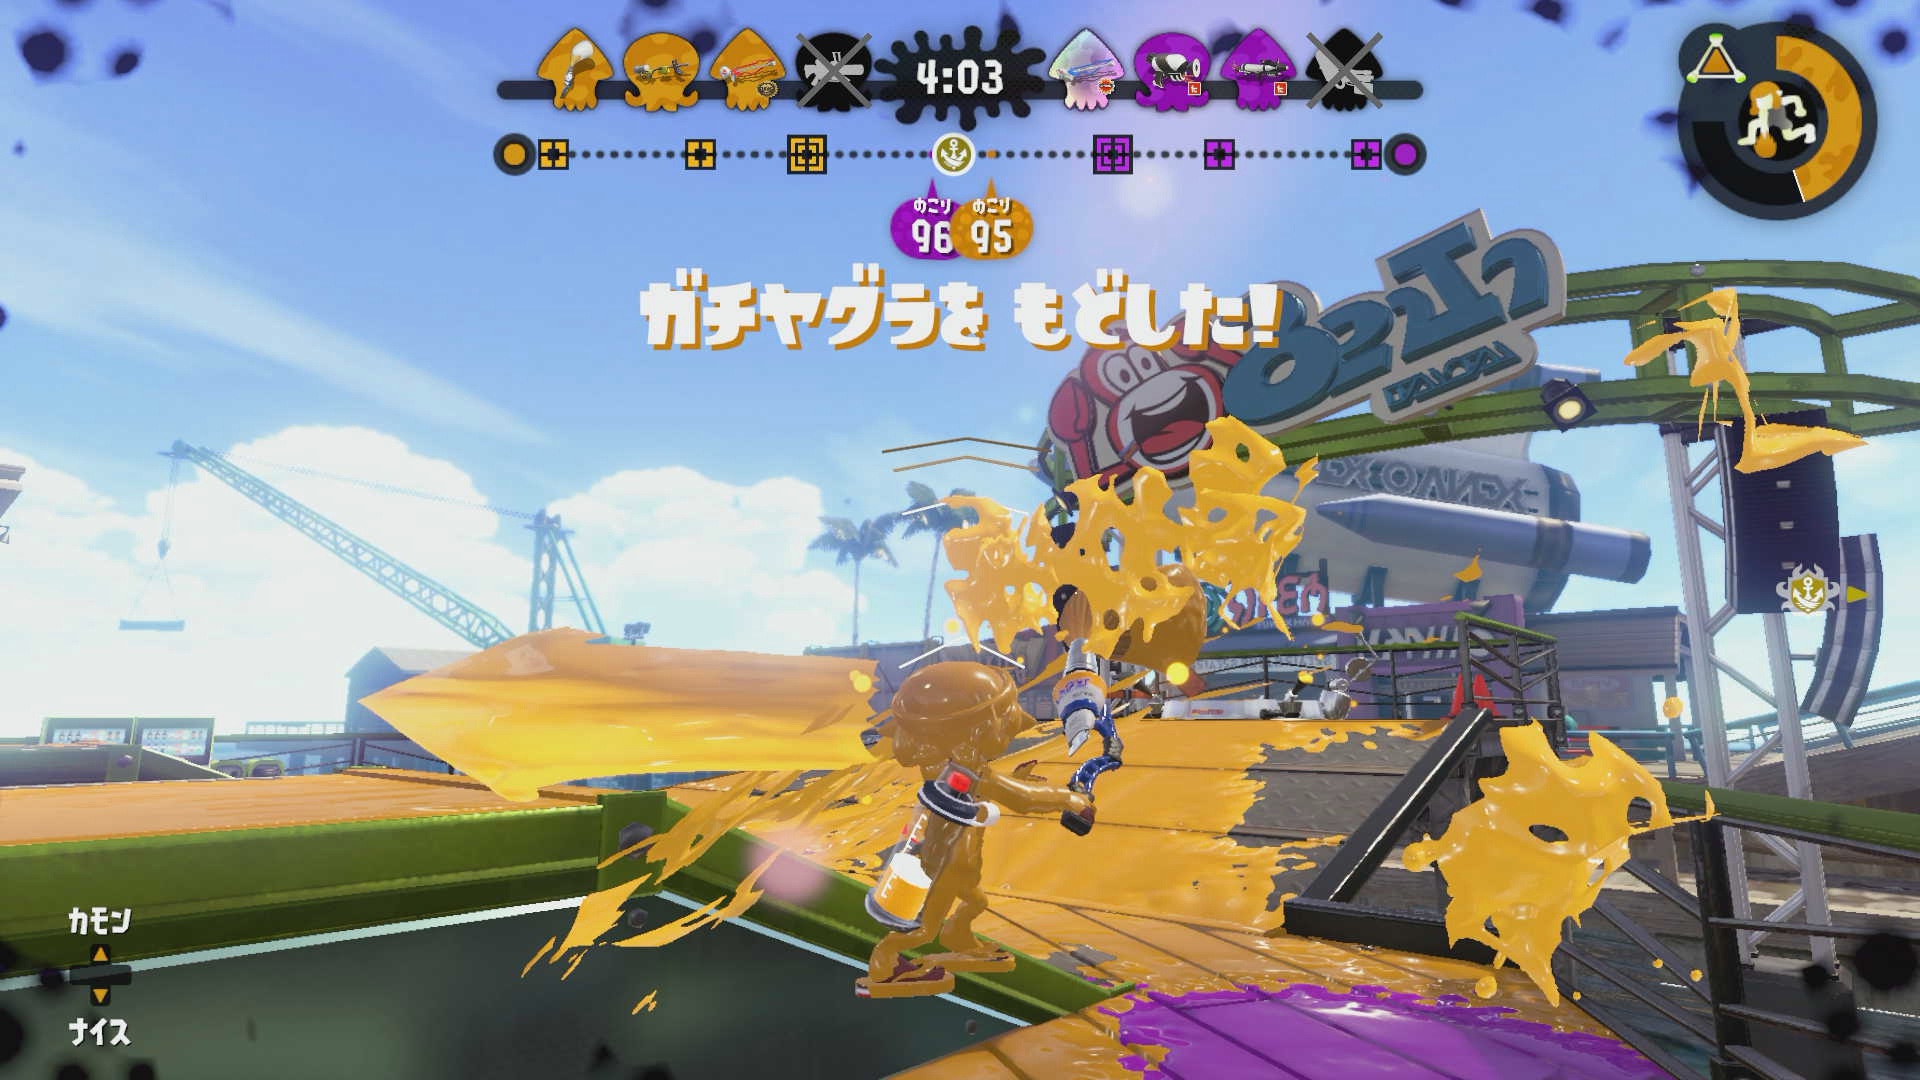 4:03
のこり のこり
96 95
ガチヤグラを もどした!
カモン
ナイス